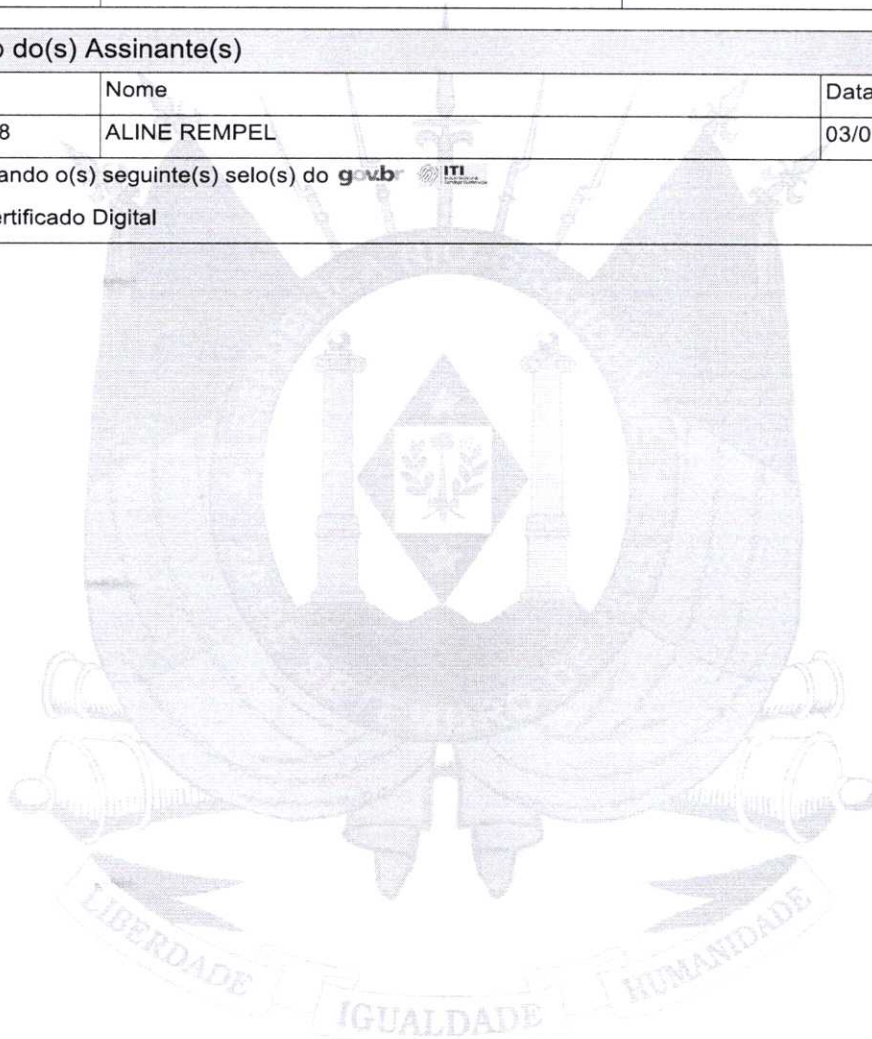 o do(s) Assinante(s)
Nome Data
8 ALINE REMPEL 03/0
ando o(s) seguinte(s) selo(s) do gov.br ITI
ertificado Digital
LIBERDADE IGUALDADE HUMANIDADE